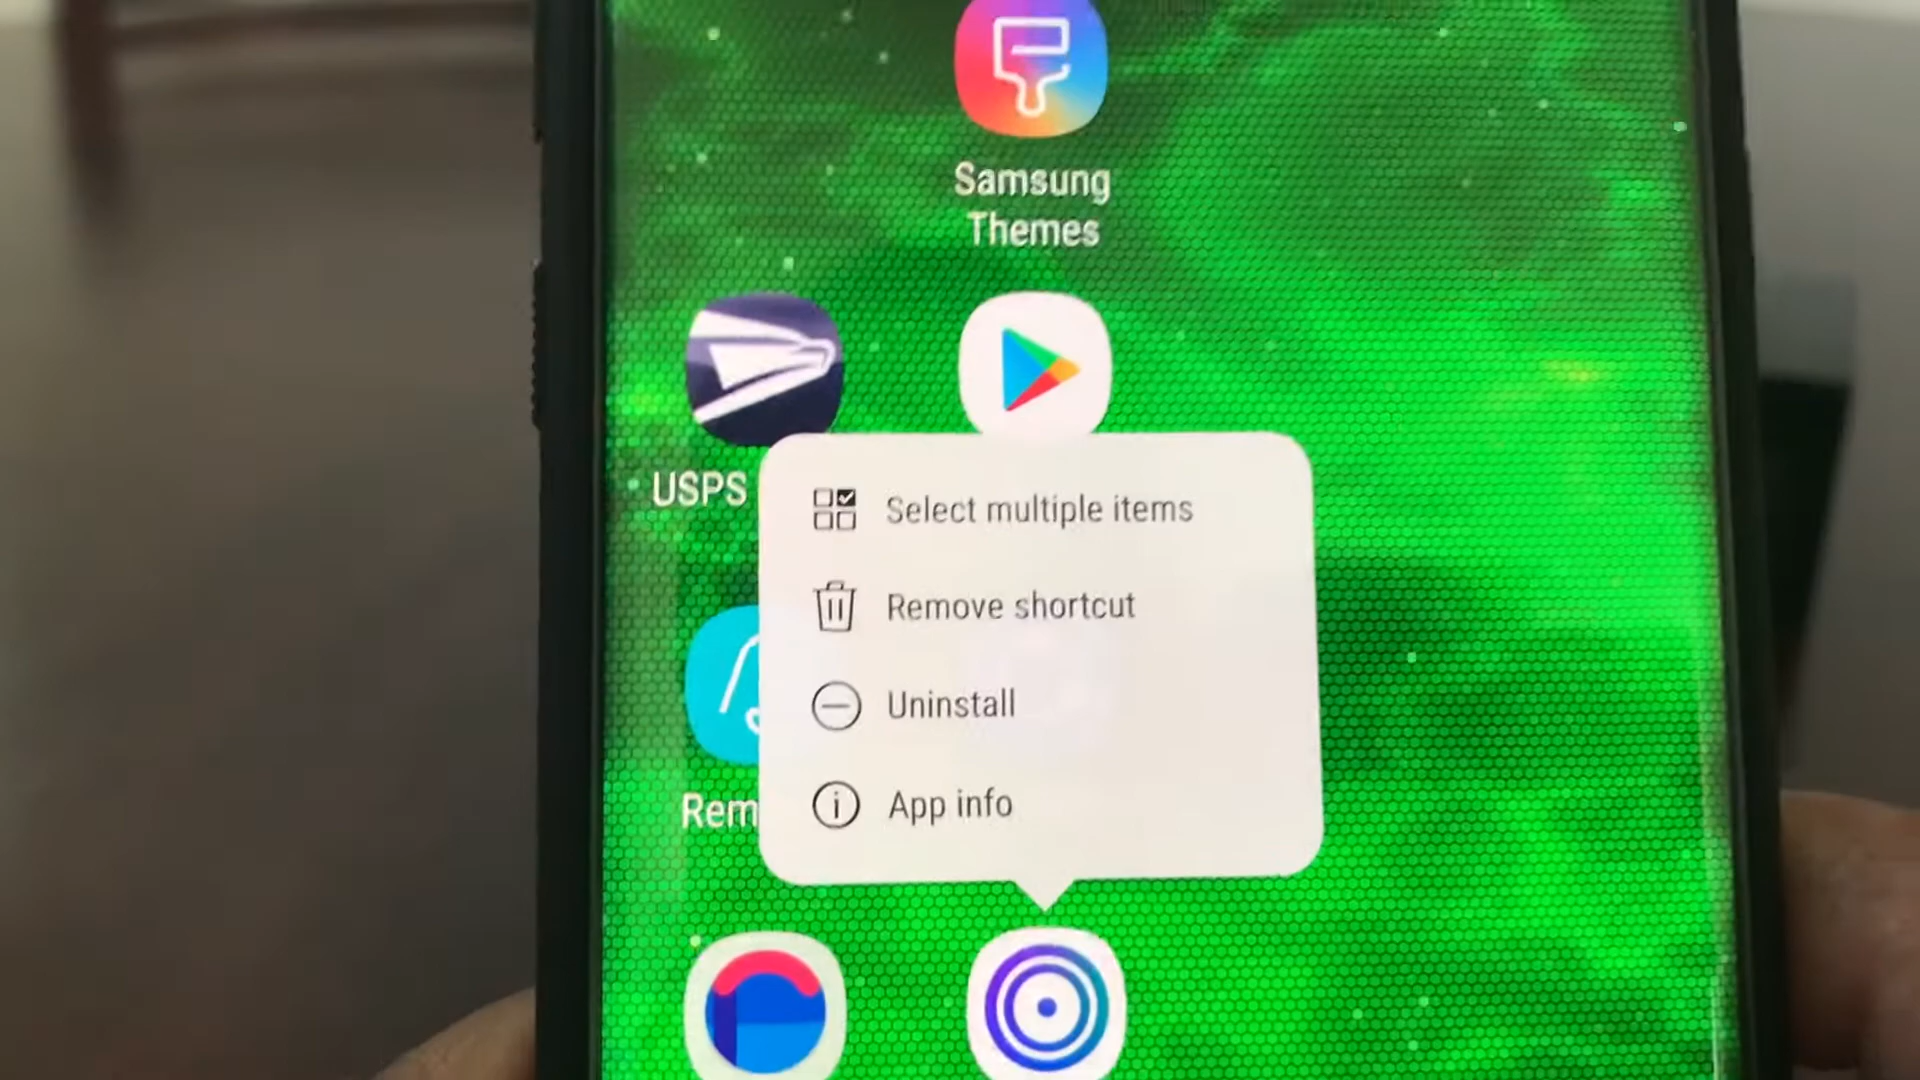 Samsung
Themes
USPS
Select multiple items
Remove shortcut
Uninstall
App info
Rem